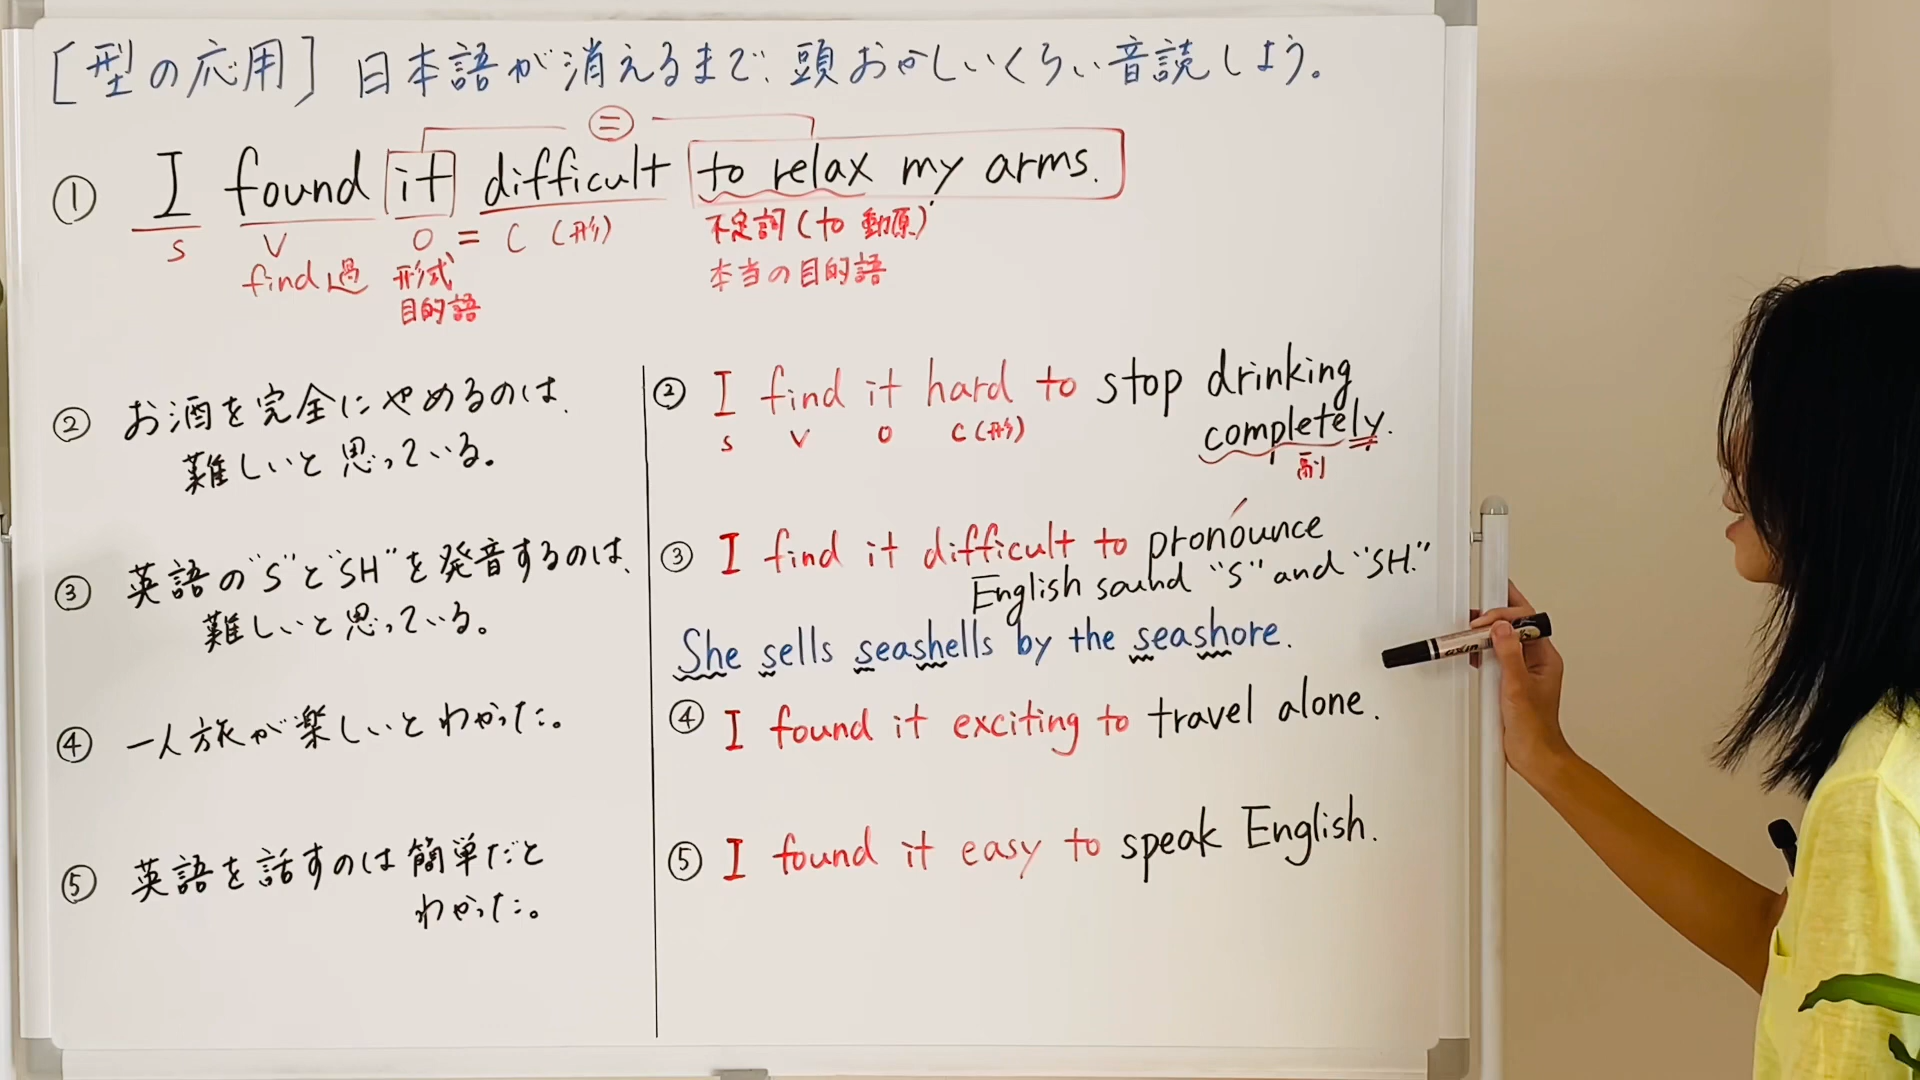 [型の応用] 日本語が消えるまで、頭おかしいくらい音読しよう。
=
① I found it difficult to relax my arms.
S V O = C (形) 不定詞(to 動原)
find 過 形式 本当の目的語
目的語
② お酒を完全にやめるのは、
難しいと思っている。
③ 英語の"S"と"SH"を発音するのは、
難しいと思っている。
④ 一人旅が楽しいとわかった。
⑤ 英語を話すのは簡単だと
わかった。
② I find it hard to stop drinking
S V O C (形) completely.
副
③ I find it difficult to pronounce
English sound "S" and "SH."
She sells seashells by the seashore.
④ I found it exciting to travel alone.
⑤ I found it easy to speak English.